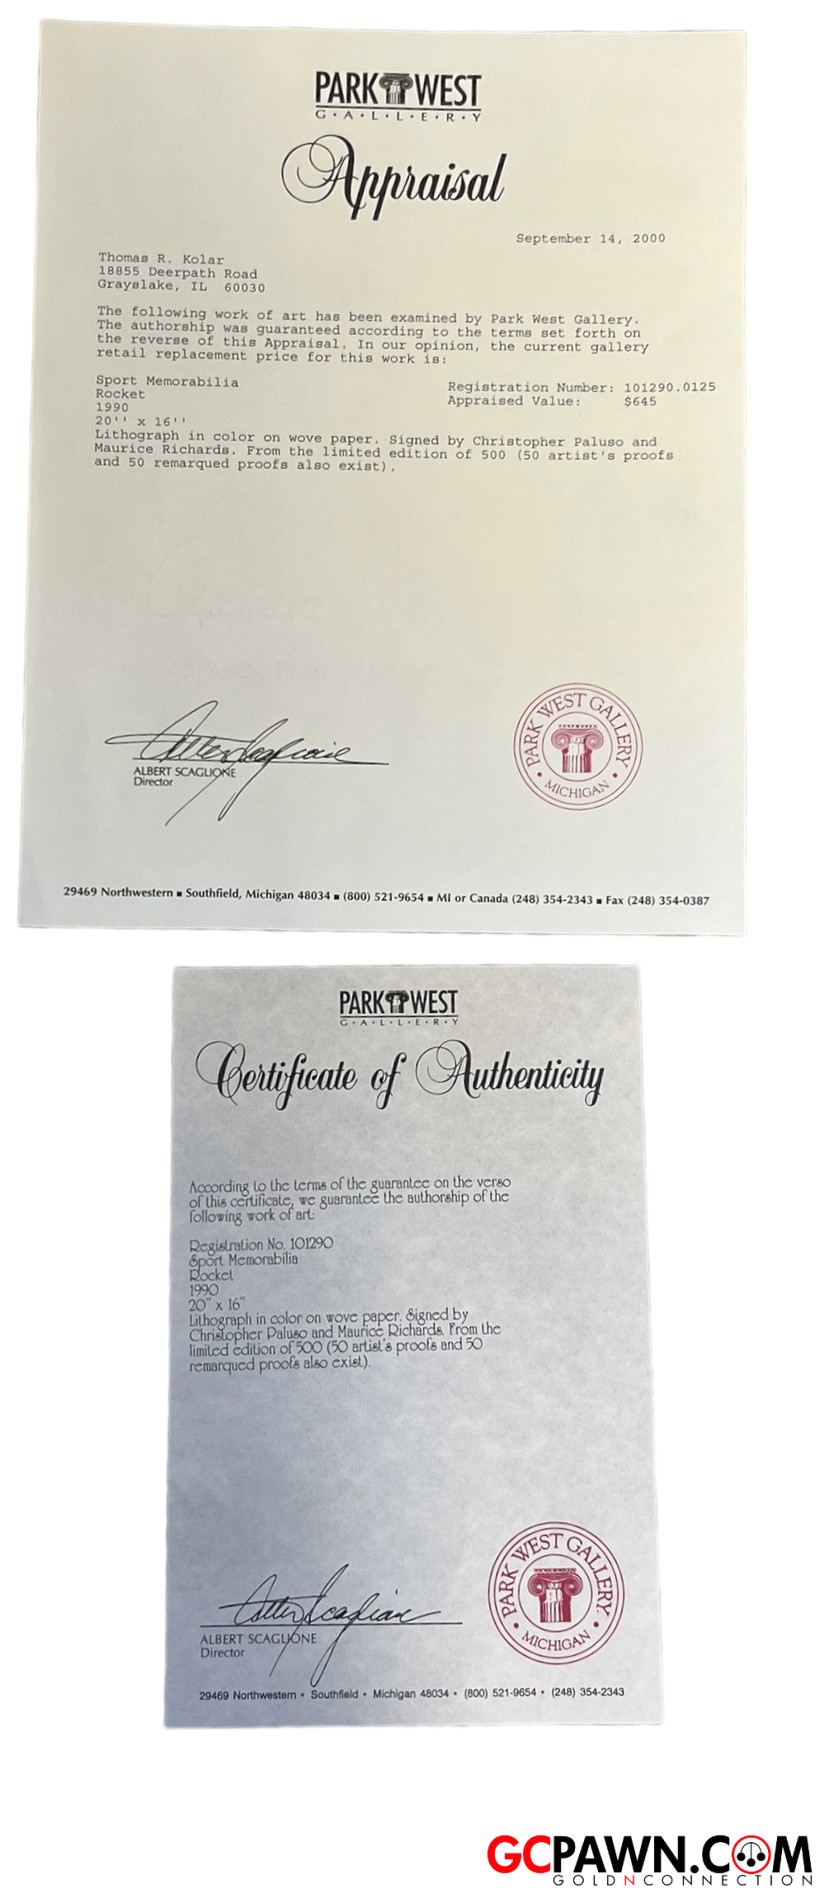 PARK WEST
G·A·L·L·E·R·Y
Appraisal
September 14, 2000
Thomas R. Kolar
18855 Deerpath Road
Grayslake, IL 60030
The following work of art has been examined by Park West Gallery.
The authorship was guaranteed according to the terms set forth on
the reverse of this Appraisal. In our opinion, the current gallery
retail replacement price for this work is:
Sport Memorabilia
Registration Number: 101290.0125
Rocket
Appraised Value: $645
1990
20'' x 16''
Lithograph in color on wove paper. Signed by Christopher Paluso and
Maurice Richards. From the limited edition of 500 (50 artist's proofs
and 50 remarqued proofs also exist).
Albert Scaglione
ALBERT SCAGLIONE
Director
PARK WEST GALLERY
• MICHIGAN •
29469 Northwestern ■ Southfield, Michigan 48034 ■ (800) 521-9654 ■ MI or Canada (248) 354-2343 ■ Fax (248) 354-0387
PARK WEST
G·A·L·L·E·R·Y
Certificate of Authenticity
According to the terms of the guarantee on the verso
of this certificate, we guarantee the authorship of the
following work of art:
Registration No. 101290
Sport Memorabilia
Rocket
1990
20" x 16"
Lithograph in color on wove paper. Signed by
Christopher Paluso and Maurice Richards. From the
limited edition of 500 (50 artist's proofs and 50
remarqued proofs also exist).
Albert Scaglione
ALBERT SCAGLIONE
Director
PARK WEST GALLERY
• MICHIGAN •
29469 Northwestern • Southfield • Michigan 48034 • (800) 521-9654 • (248) 354-2343
GCPAWN.COM
GOLDNCONNECTION